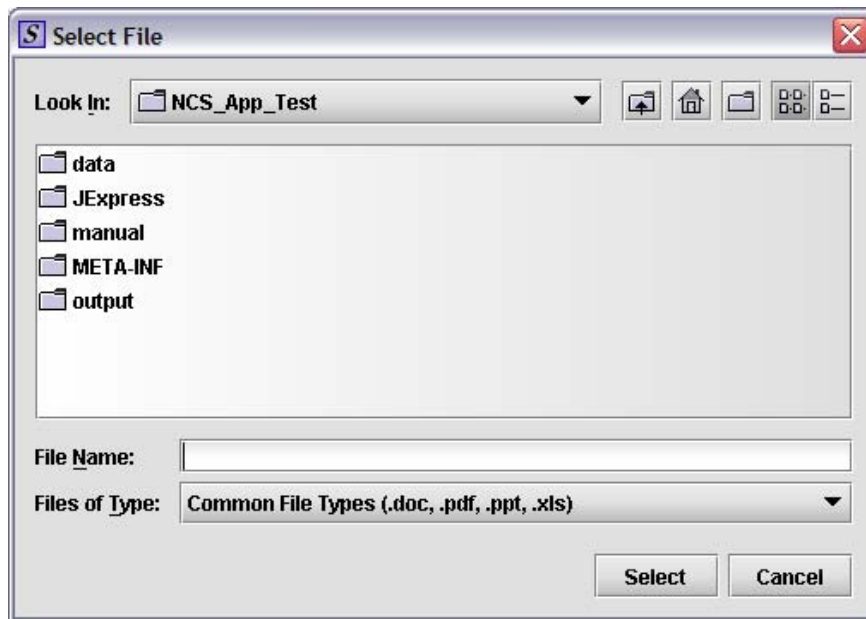 S Select File
Look In: NCS_App_Test
data
JExpress
manual
META-INF
output
File Name:
Files of Type: Common File Types (.doc, .pdf, .ppt, .xls)
Select Cancel